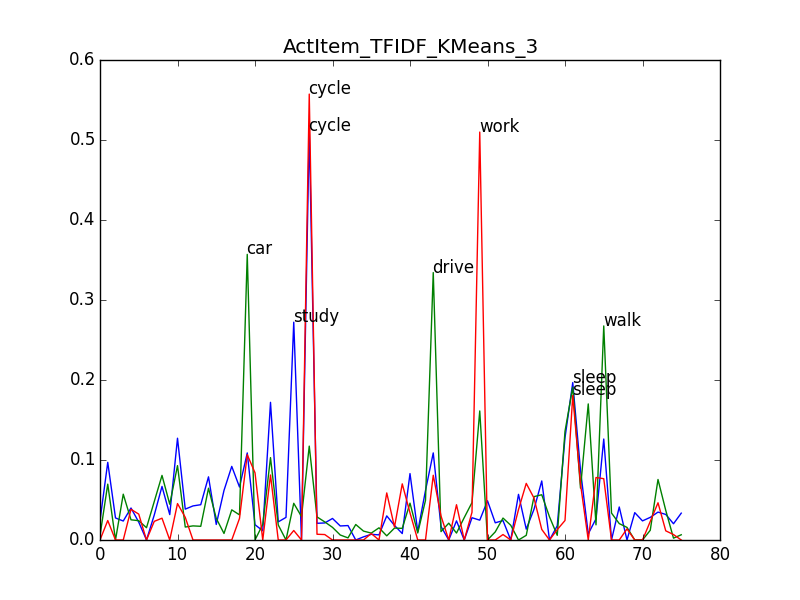 ActItem_TFIDF_KMeans_3
0.6
cycle
0.5
cycle
work
0.4
car
drive
0.3
study
walk
0.2
sleep
sleep
0.1
0.0
0 10 20 30 40 50 60 70 80